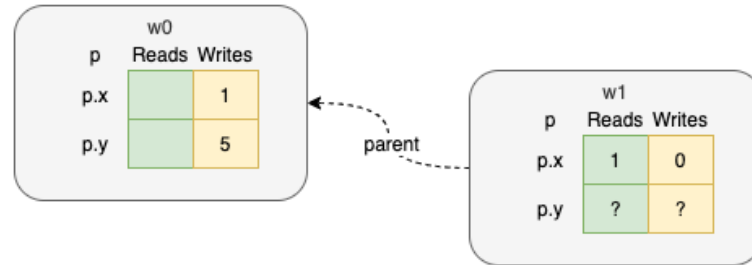 w0
p Reads Writes
p.x 1
p.y 5
parent
w1
p Reads Writes
p.x 1 0
p.y ? ?